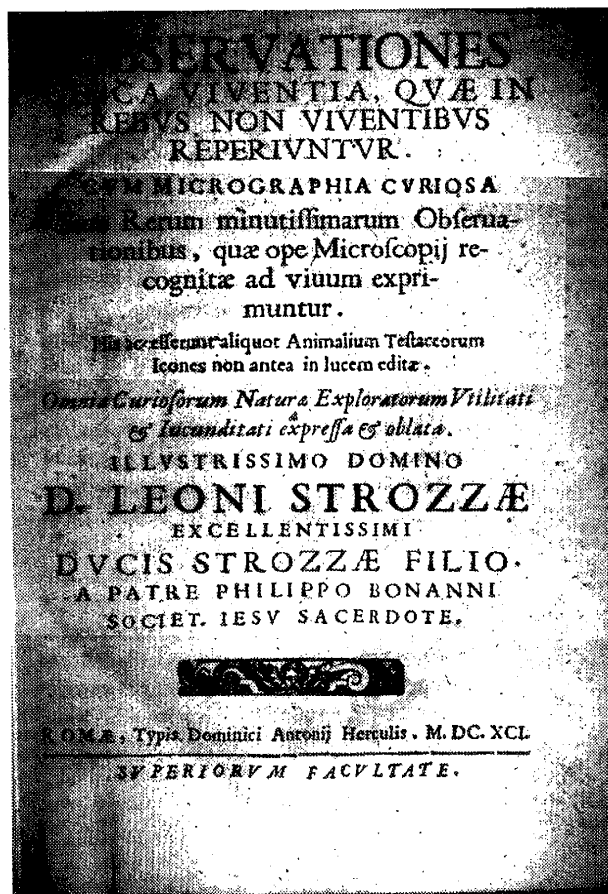 OBSERVATIONES
CIRCA VIVENTIA, QVÆ IN
REBVS NON VIVENTIBVS
REPERIVNTVR.
CVM MICROGRAPHIA CVRIOSA
Rerum minutiſſimarum Obſerua-
tionibus, quæ ope Microſcopij re-
cognitæ ad viuum expri-
muntur.
His acceſſerunt aliquot Animalium Teſtaceorum
Icones non antea in lucem editæ.
Omnia Curioſorum Naturæ Exploratorum Vtilitati
& Iucunditati expreſſa & oblata.
ILLVSTRISSIMO DOMINO
D. LEONI STROZZÆ
EXCELLENTISSIMI
DVCIS STROZZÆ FILIO.
A PATRE PHILIPPO BONANNI
SOCIET. IESV SACERDOTE.
ROMÆ, Typis Dominici Antonij Herculis. M. DC. XCI.
SVPERIORVM FACVLTATE.